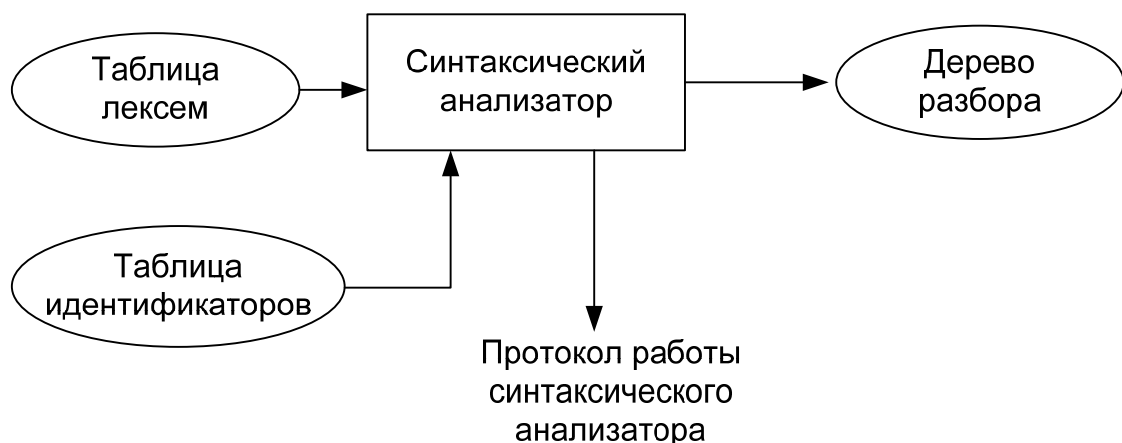 Таблица
лексем
Синтаксический
анализатор
Дерево
разбора
Таблица
идентификаторов
Протокол работы
синтаксического
анализатора